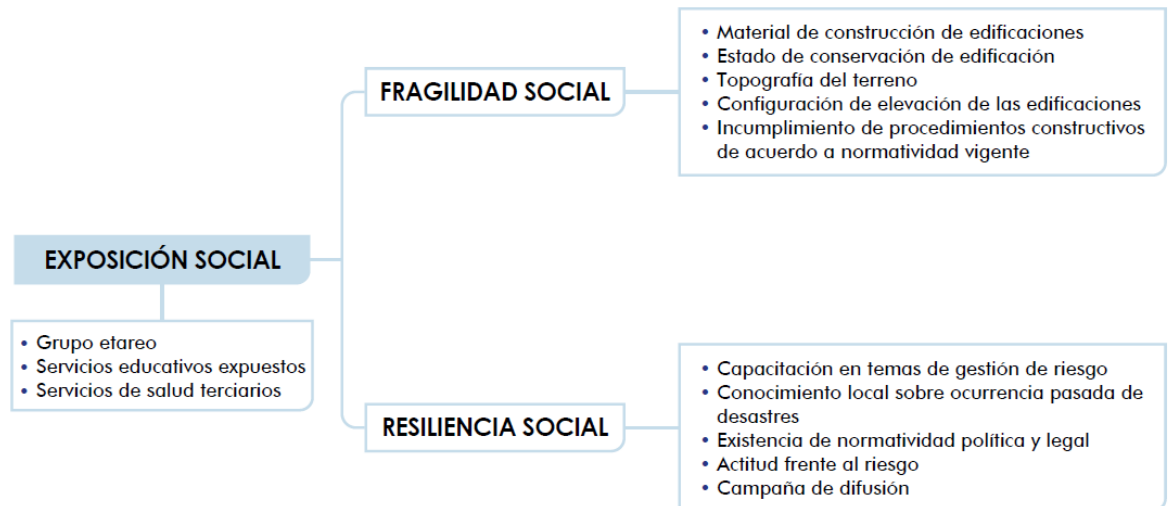 EXPOSICIÓN SOCIAL
• Grupo etareo
• Servicios educativos expuestos
• Servicios de salud terciarios
FRAGILIDAD SOCIAL
• Material de construcción de edificaciones
• Estado de conservación de edificación
• Topografía del terreno
• Configuración de elevación de las edificaciones
• Incumplimiento de procedimientos constructivos
de acuerdo a normatividad vigente
RESILIENCIA SOCIAL
• Capacitación en temas de gestión de riesgo
• Conocimiento local sobre ocurrencia pasada de
desastres
• Existencia de normatividad política y legal
• Actitud frente al riesgo
• Campaña de difusión